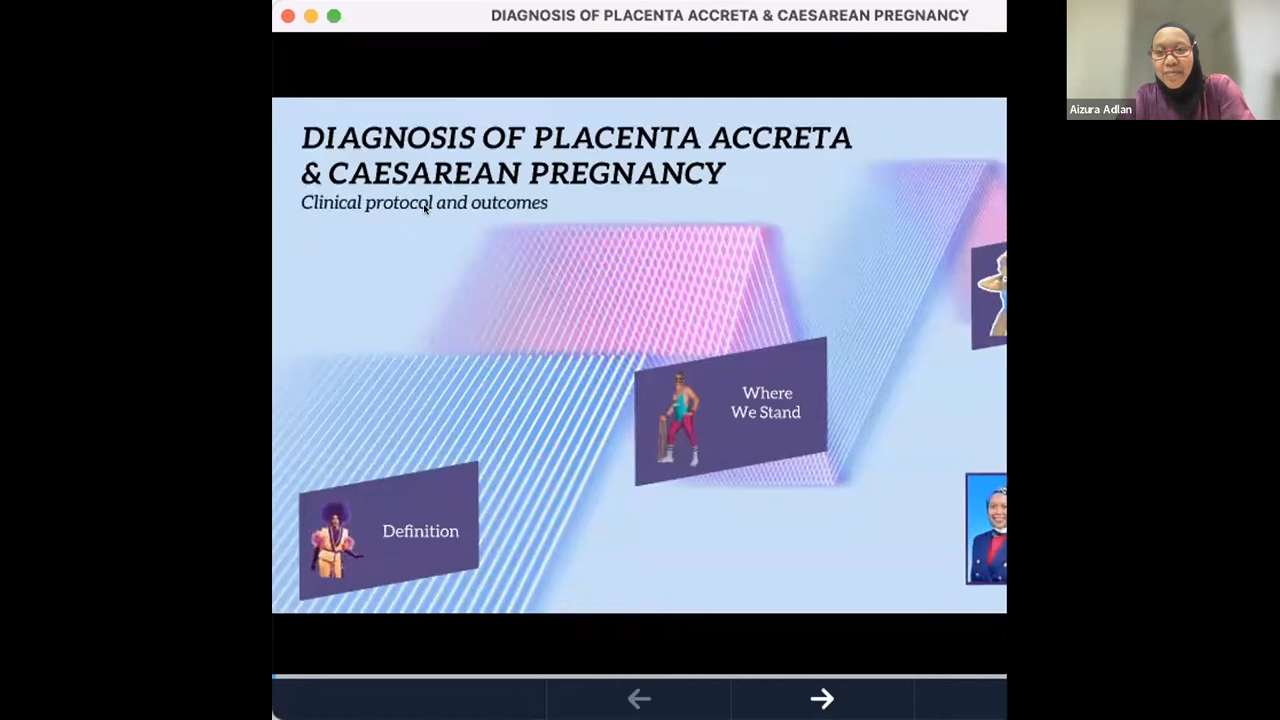 DIAGNOSIS OF PLACENTA ACCRETA & CAESAREAN PREGNANCY
Aizura Adlan
DIAGNOSIS OF PLACENTA ACCRETA
& CAESAREAN PREGNANCY
Clinical protocol and outcomes
Where
We Stand
Definition